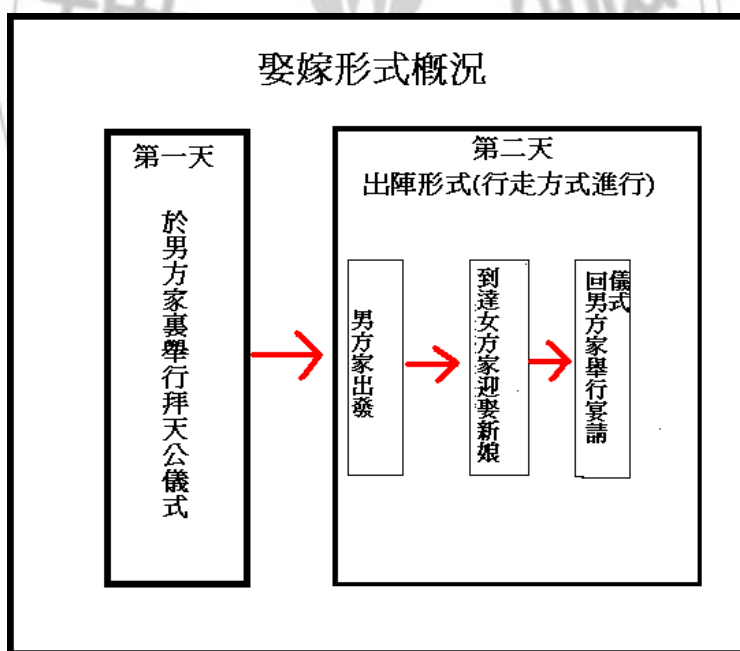 娶嫁形式概況
第一天
於男方家裏舉行拜天公儀式
第二天
出陣形式(行走方式進行)
男方家出發
到達女方家迎娶新娘
回男方家舉行宴請
儀式